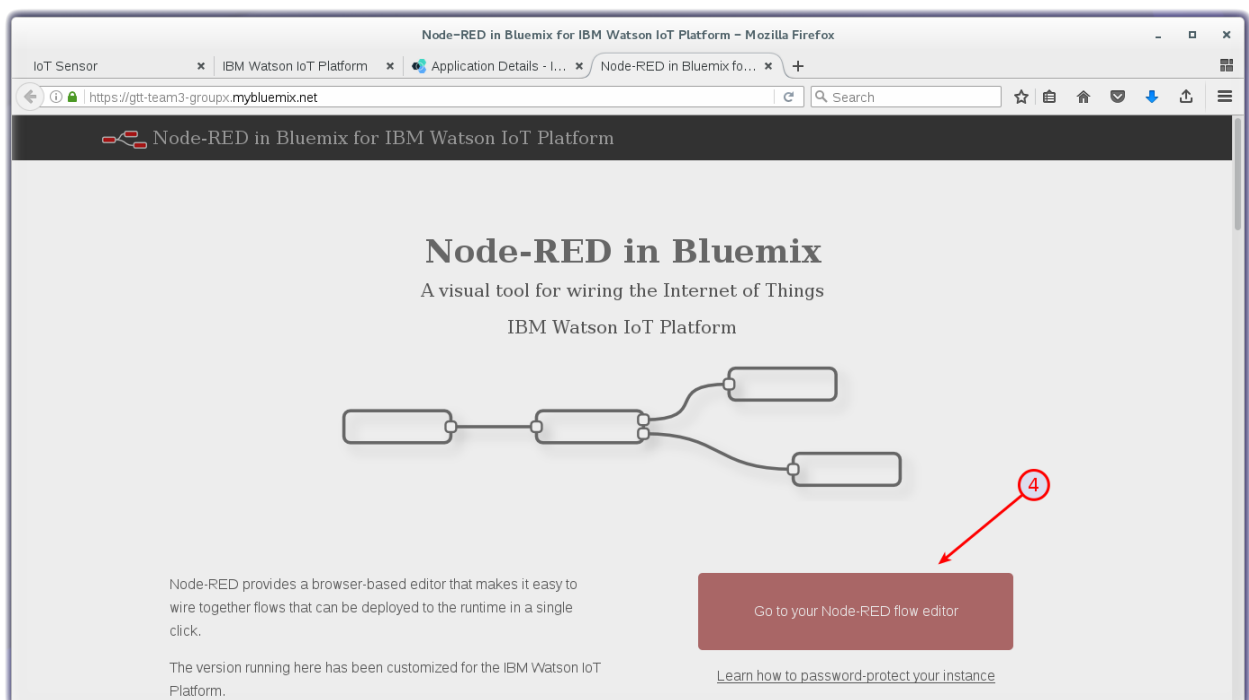 Node-RED in Bluemix for IBM Watson IoT Platform - Mozilla Firefox
IoT Sensor
IBM Watson IoT Platform
Application Details - I...
Node-RED in Bluemix fo...
https://gtt-team3-groupx.mybluemix.net
Search
Node-RED in Bluemix for IBM Watson IoT Platform
Node-RED in Bluemix
A visual tool for wiring the Internet of Things
IBM Watson IoT Platform
4
Node-RED provides a browser-based editor that makes it easy to
wire together flows that can be deployed to the runtime in a single
click.
The version running here has been customized for the IBM Watson IoT
Platform.
Go to your Node-RED flow editor
Learn how to password-protect your instance